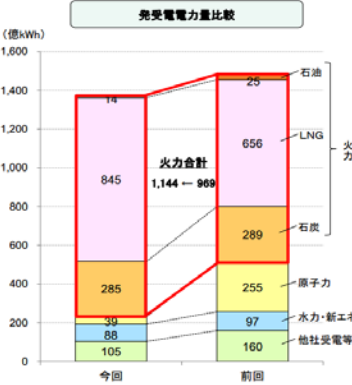 発受電電力量比較
(億kWh)
1,600
1,400
1,200
1,000
800
600
400
200
0
14
845
285
39
88
105
今回
火力合計
1,144 ← 969
25
656
289
255
97
160
前回
石油
LNG
石炭
火力
原子力
水力・新エネ
他社受電等